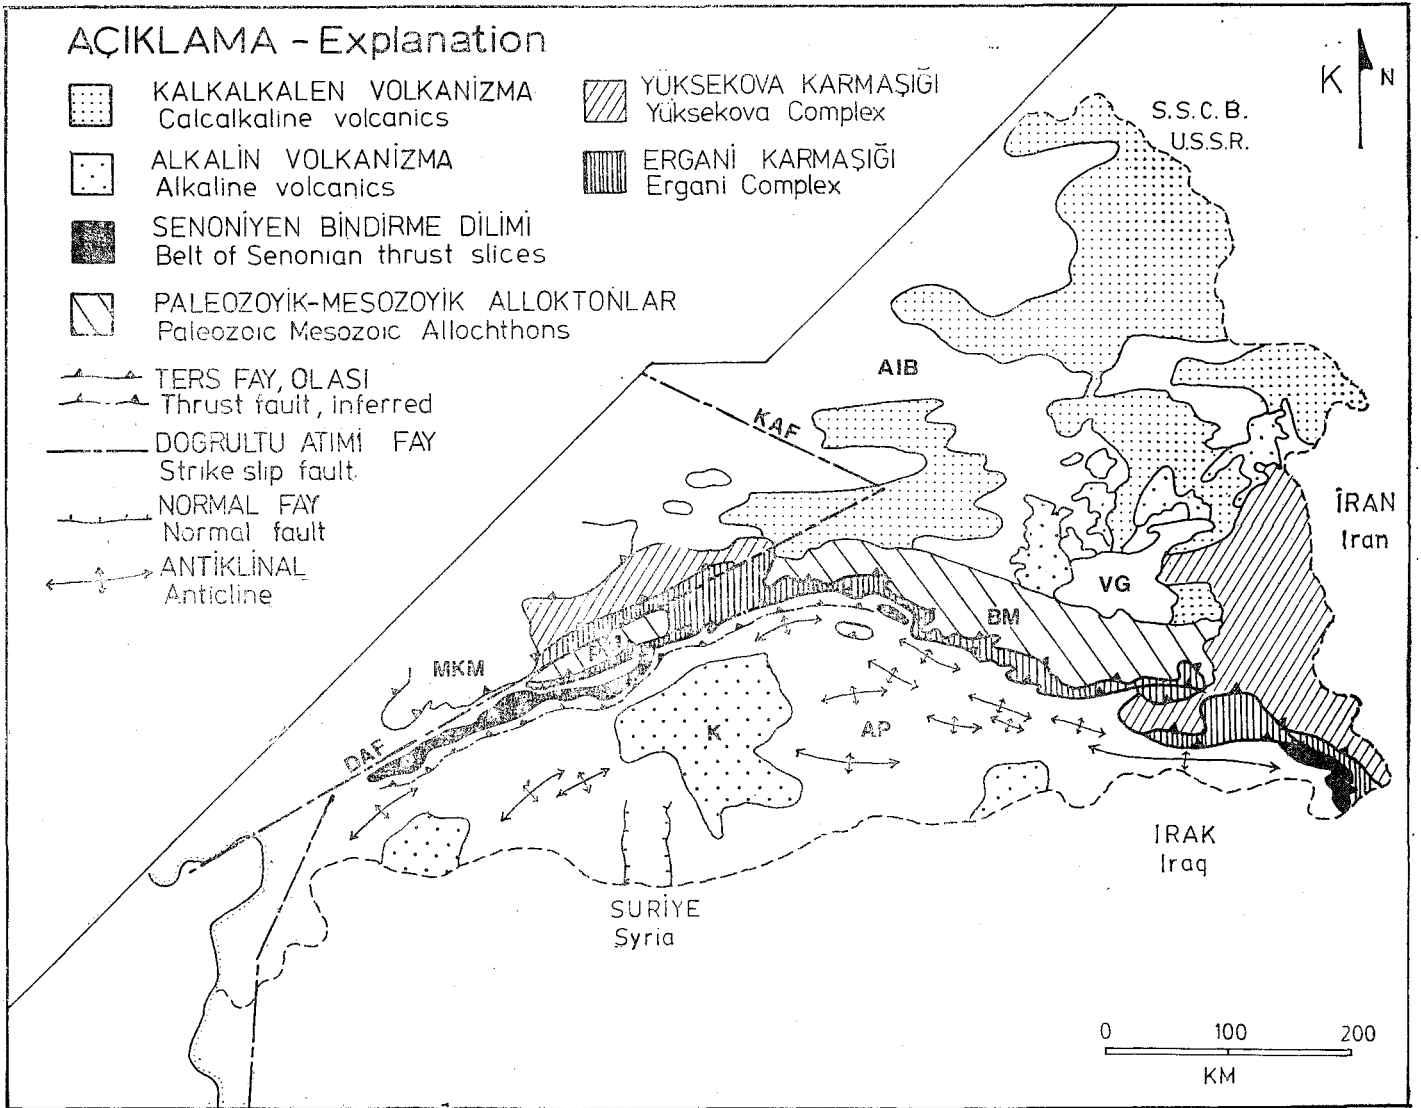 AÇIKLAMA - Explanation
KALKALKALEN VOLKANİZMA
Calcalkaline volcanics
ALKALİN VOLKANİZMA
Alkaline volcanics
SENONİYEN BİNDİRME DİLİMİ
Belt of Senonian thrust slices
PALEOZOYİK-MESOZOYİK ALLOKTONLAR
Paleozoic Mesozoic Allochthons
TERS FAY, OLASI
Thrust fault, inferred
DOĞRULTU ATIMİ FAY
Strike slip fault.
NORMAL FAY
Normal fault
ANTİKLİNAL
Anticline
YÜKSEKOVA KARMAŞIĞI
Yüksekova Complex
ERGANİ KARMAŞIĞI
Ergani Complex
K N
S.S.C.B.
U.S.S.R.
AIB
KAF
İRAN
Iran
VG
BM
MKM
K
AP
DAF
IRAK
Iraq
SURİYE
Syria
0 100 200
KM